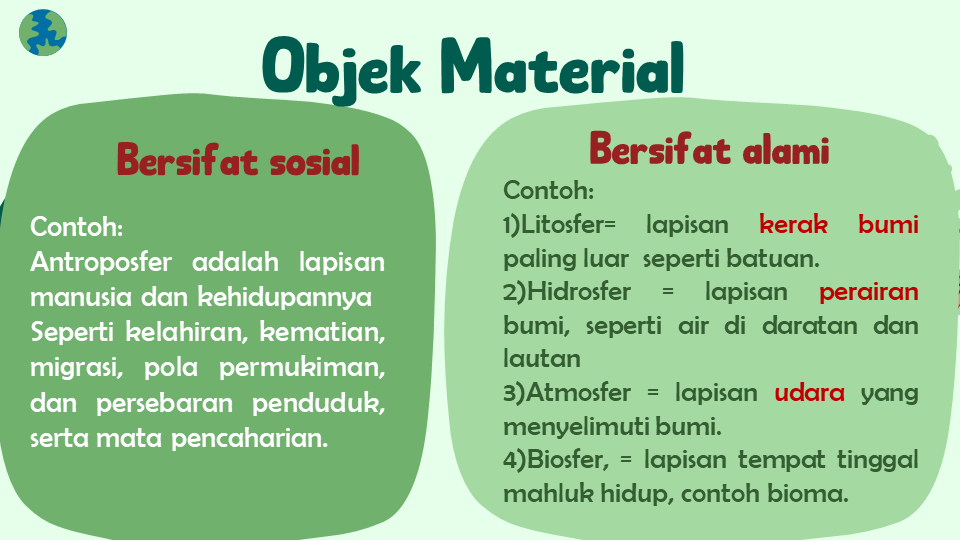 Objek Material
Bersifat sosial
Contoh:
Antroposfer adalah lapisan
manusia dan kehidupannya
Seperti kelahiran, kematian,
migrasi, pola permukiman,
dan persebaran penduduk,
serta mata pencaharian.
Bersifat alami
Contoh:
1)Litosfer= lapisan kerak bumi
paling luar seperti batuan.
2)Hidrosfer = lapisan perairan
bumi, seperti air di daratan dan
lautan
3)Atmosfer = lapisan udara yang
menyelimuti bumi.
4)Biosfer, = lapisan tempat tinggal
mahluk hidup, contoh bioma.